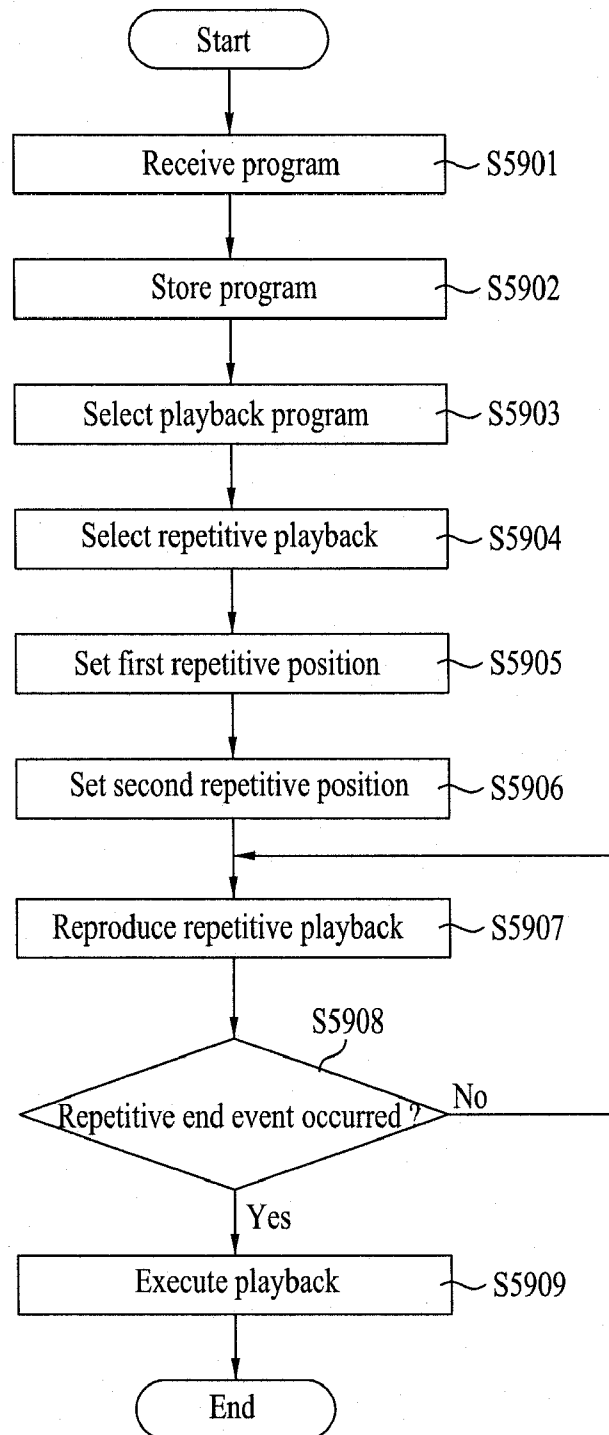 Start
Receive program
S5901
Store program
S5902
Select playback program
S5903
Select repetitive playback
S5904
Set first repetitive position
S5905
Set second repetitive position
S5906
Reproduce repetitive playback
S5907
S5908
Repetitive end event occurred ?
No
Yes
Execute playback
S5909
End